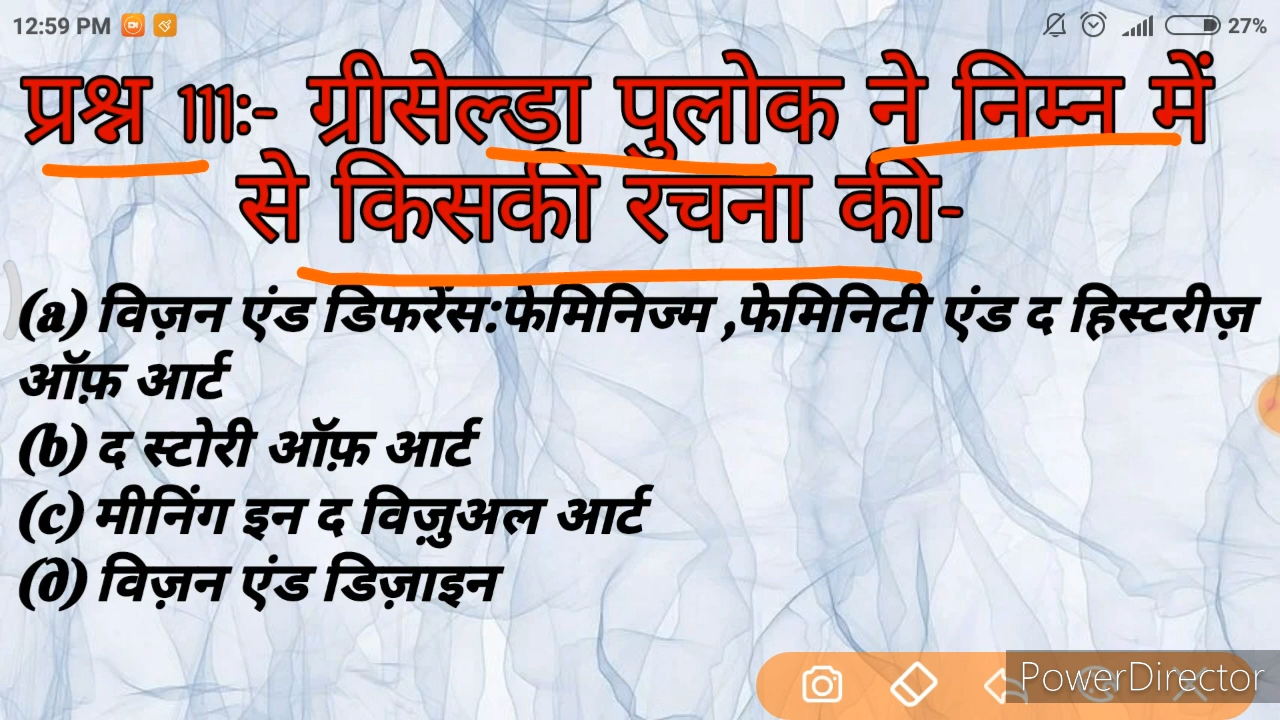 12:59 PM 27%
प्रश्न 111:- ग्रीसेल्डा पुलोक ने निम्न में
से किसकी रचना की-
(a) विज़न एंड डिफरेंस:फेमिनिज्म ,फेमिनिटी एंड द हिस्टरीज़
ऑफ़ आर्ट
(b) द स्टोरी ऑफ़ आर्ट
(c) मीनिंग इन द विज़ुअल आर्ट
(d) विज़न एंड डिज़ाइन
PowerDirector